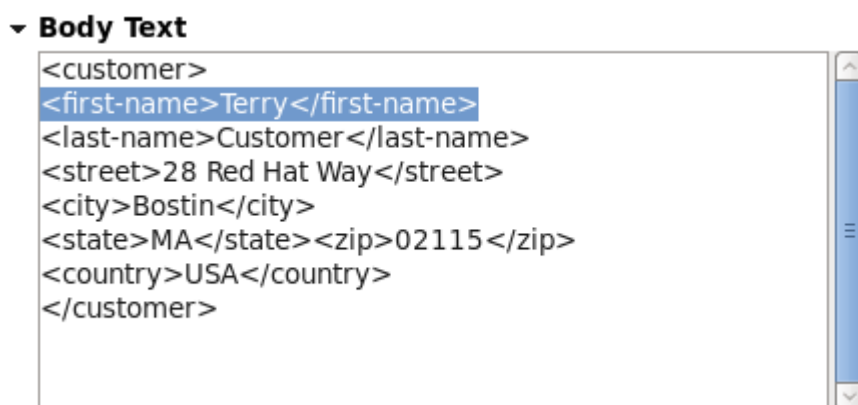 Body Text
<customer>
<first-name>Terry</first-name>
<last-name>Customer</last-name>
<street>28 Red Hat Way</street>
<city>Bostin</city>
<state>MA</state><zip>02115</zip>
<country>USA</country>
</customer>